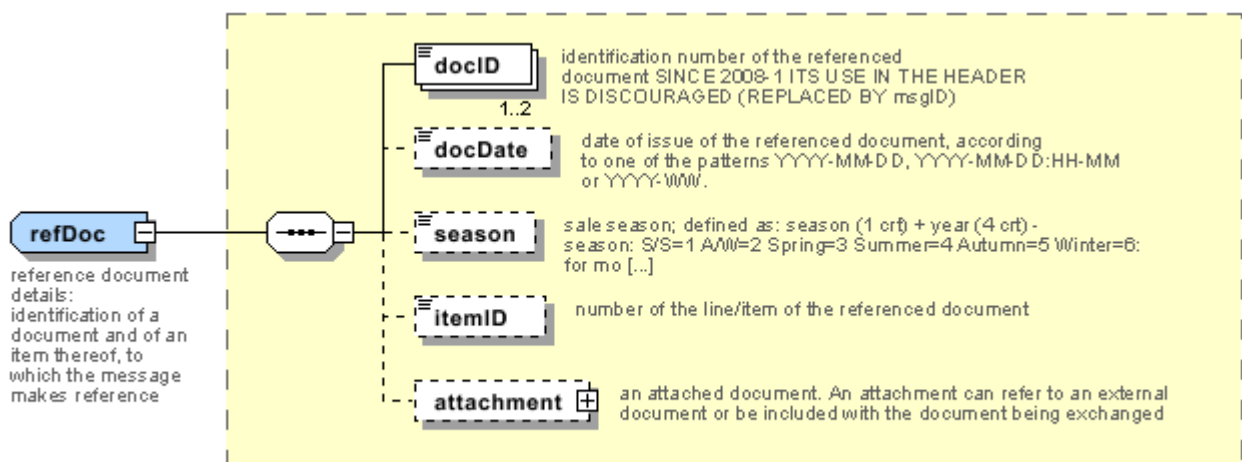 docID
identification number of the referenced
document SINCE 2008-1 ITS USE IN THE HEADER
IS DISCOURAGED (REPLACED BY msgID)
1..2
docDate
date of issue of the referenced document, according
to one of the patterns YYYY-MM-DD, YYYY-MM-DD:HH-MM
or YYYY-WW.
refDoc
reference document
details:
identification of a
document and of an
item thereof, to
which the message
makes reference
season
sale season; defined as: season (1 crt) + year (4 crt) -
season: S/S=1 A/W=2 Spring=3 Summer=4 Autumn=5 Winter=6:
for mo [...]
itemID
number of the line/item of the referenced document
attachment
an attached document. An attachment can refer to an external
document or be included with the document being exchanged